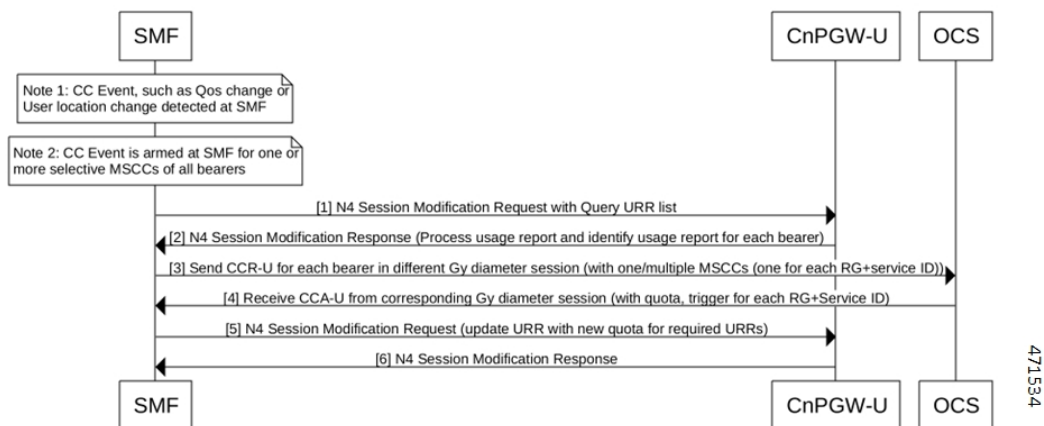 SMF
CnPGW-U
OCS
Note 1: CC Event, such as Qos change or
User location change detected at SMF
Note 2: CC Event is armed at SMF for one or
more selective MSCCs of all bearers
[1] N4 Session Modification Request with Query URR list
[2] N4 Session Modification Response (Process usage report and identify usage report for each bearer)
[3] Send CCR-U for each bearer in different Gy diameter session (with one/multiple MSCCs (one for each RG+service ID))
[4] Receive CCA-U from corresponding Gy diameter session (with quota, trigger for each RG+Service ID)
[5] N4 Session Modification Request (update URR with new quota for required URRs)
[6] N4 Session Modification Response
SMF
CnPGW-U
OCS
471534